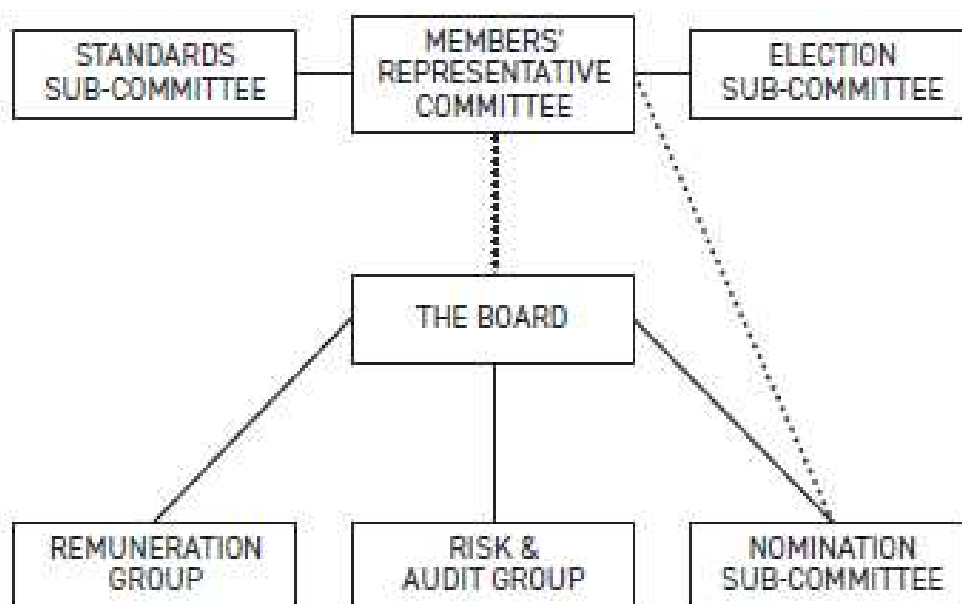 STANDARDS
SUB-COMMITTEE
MEMBERS'
REPRESENTATIVE
COMMITTEE
ELECTION
SUB-COMMITTEE
THE BOARD
REMUNERATION
GROUP
RISK &
AUDIT GROUP
NOMINATION
SUB-COMMITTEE